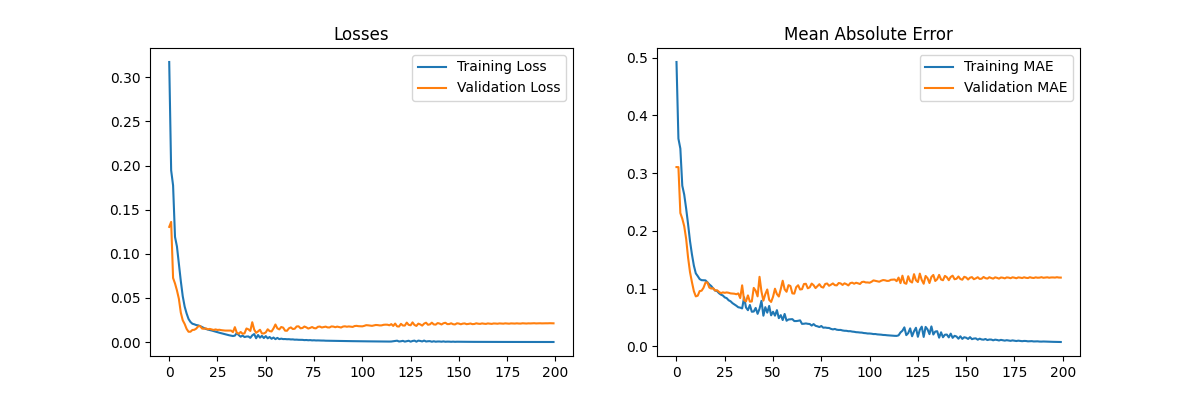 Losses
Training Loss
Validation Loss
0.30
0.25
0.20
0.15
0.10
0.05
0.00
0 25 50 75 100 125 150 175 200
Mean Absolute Error
Training MAE
Validation MAE
0.5
0.4
0.3
0.2
0.1
0.0
0 25 50 75 100 125 150 175 200